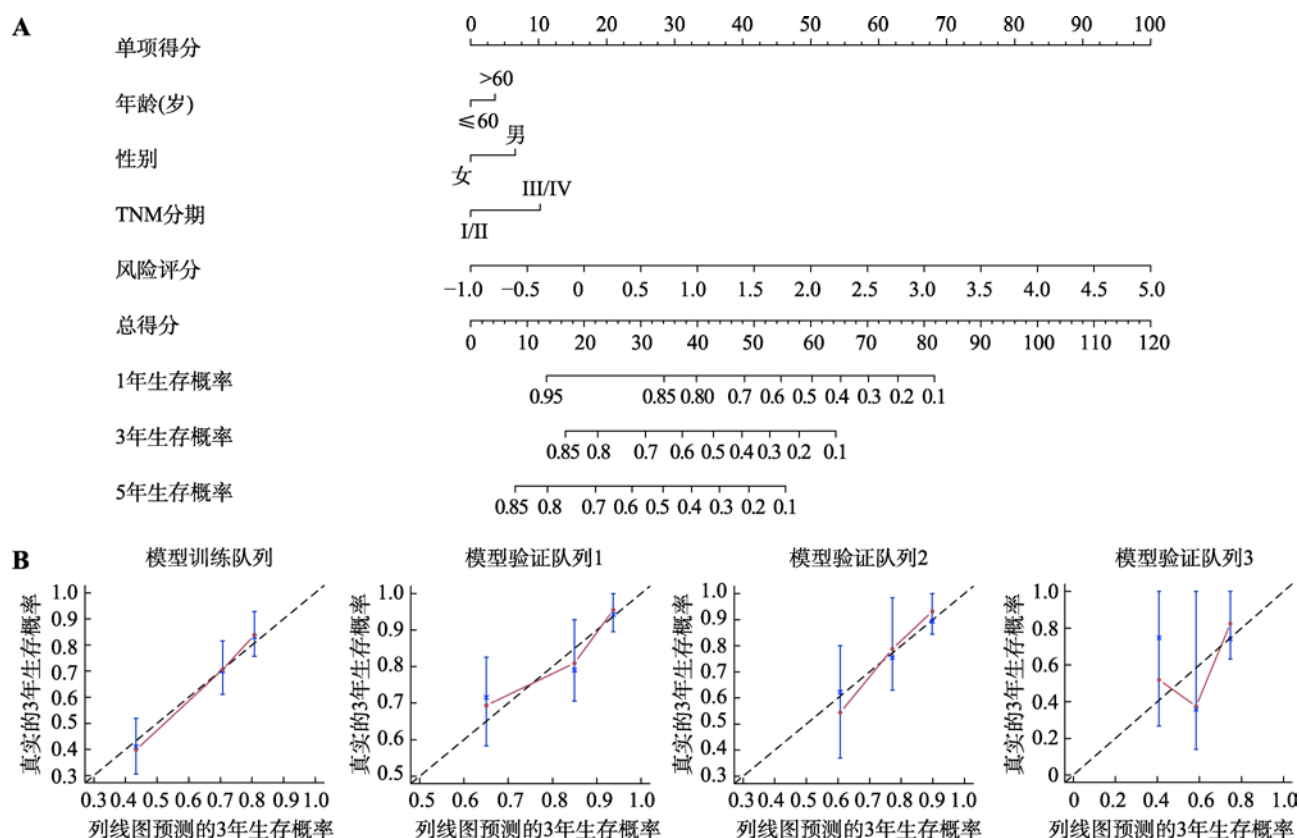 A
0 10 20 30 40 50 60 70 80 90 100
单项得分
>60
年龄(岁)
≤60
男
性别
女
III/IV
TNM分期
I/II
风险评分
−1.0 −0.5 0 0.5 1.0 1.5 2.0 2.5 3.0 3.5 4.0 4.5 5.0
总得分
0 10 20 30 40 50 60 70 80 90 100 110 120
1年生存概率
0.95 0.85 0.80 0.7 0.6 0.5 0.4 0.3 0.2 0.1
3年生存概率
0.85 0.8 0.7 0.6 0.5 0.4 0.3 0.2 0.1
5年生存概率
0.85 0.8 0.7 0.6 0.5 0.4 0.3 0.2 0.1
B
模型训练队列
真实的3年生存概率
1.0
0.9
0.8
0.7
0.6
0.5
0.4
0.3
0.3 0.4 0.5 0.6 0.7 0.8 0.9 1.0
列线图预测的3年生存概率
模型验证队列1
真实的3年生存概率
1.0
0.9
0.8
0.7
0.6
0.5
0.5 0.6 0.7 0.8 0.9 1.0
列线图预测的3年生存概率
模型验证队列2
真实的3年生存概率
1.0
0.9
0.8
0.7
0.6
0.5
0.4
0.3
0.3 0.4 0.5 0.6 0.7 0.8 0.9 1.0
列线图预测的3年生存概率
模型验证队列3
真实的3年生存概率
1.0
0.8
0.6
0.4
0.2
0
0 0.2 0.4 0.6 0.8 1.0
列线图预测的3年生存概率